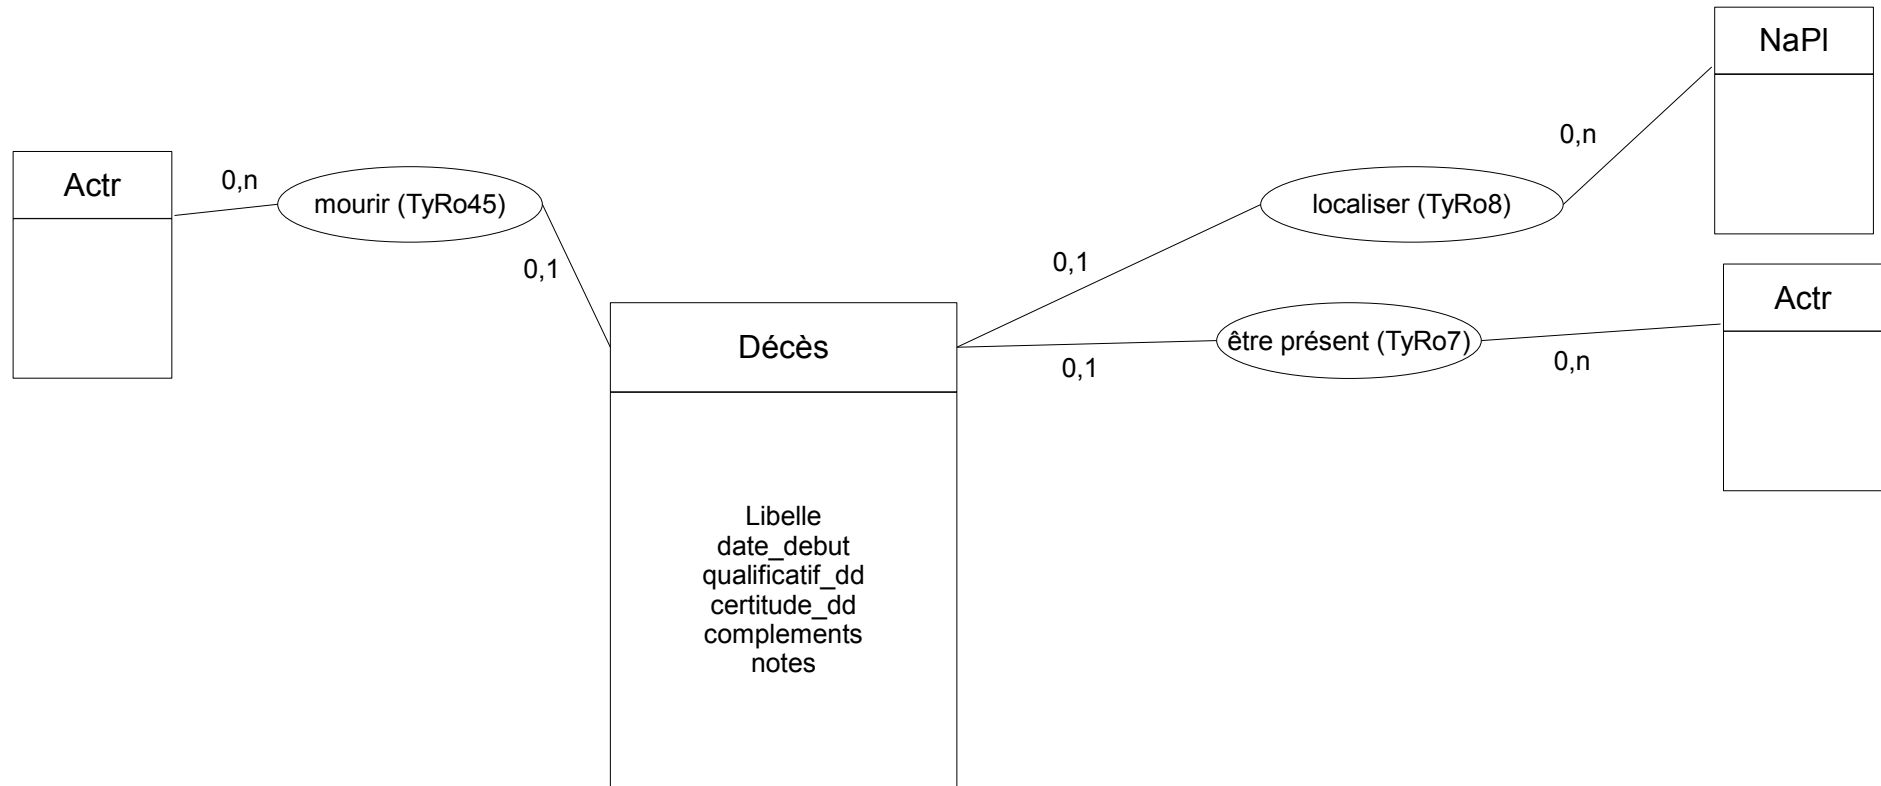 NaPl
0,n
Actr
0,n
mourir (TyRo45)
localiser (TyRo8)
0,1
0,1
Actr
Décès
être présent (TyRo7)
0,1
0,n
Libelle
date_debut
qualificatif_dd
certitude_dd
complements
notes